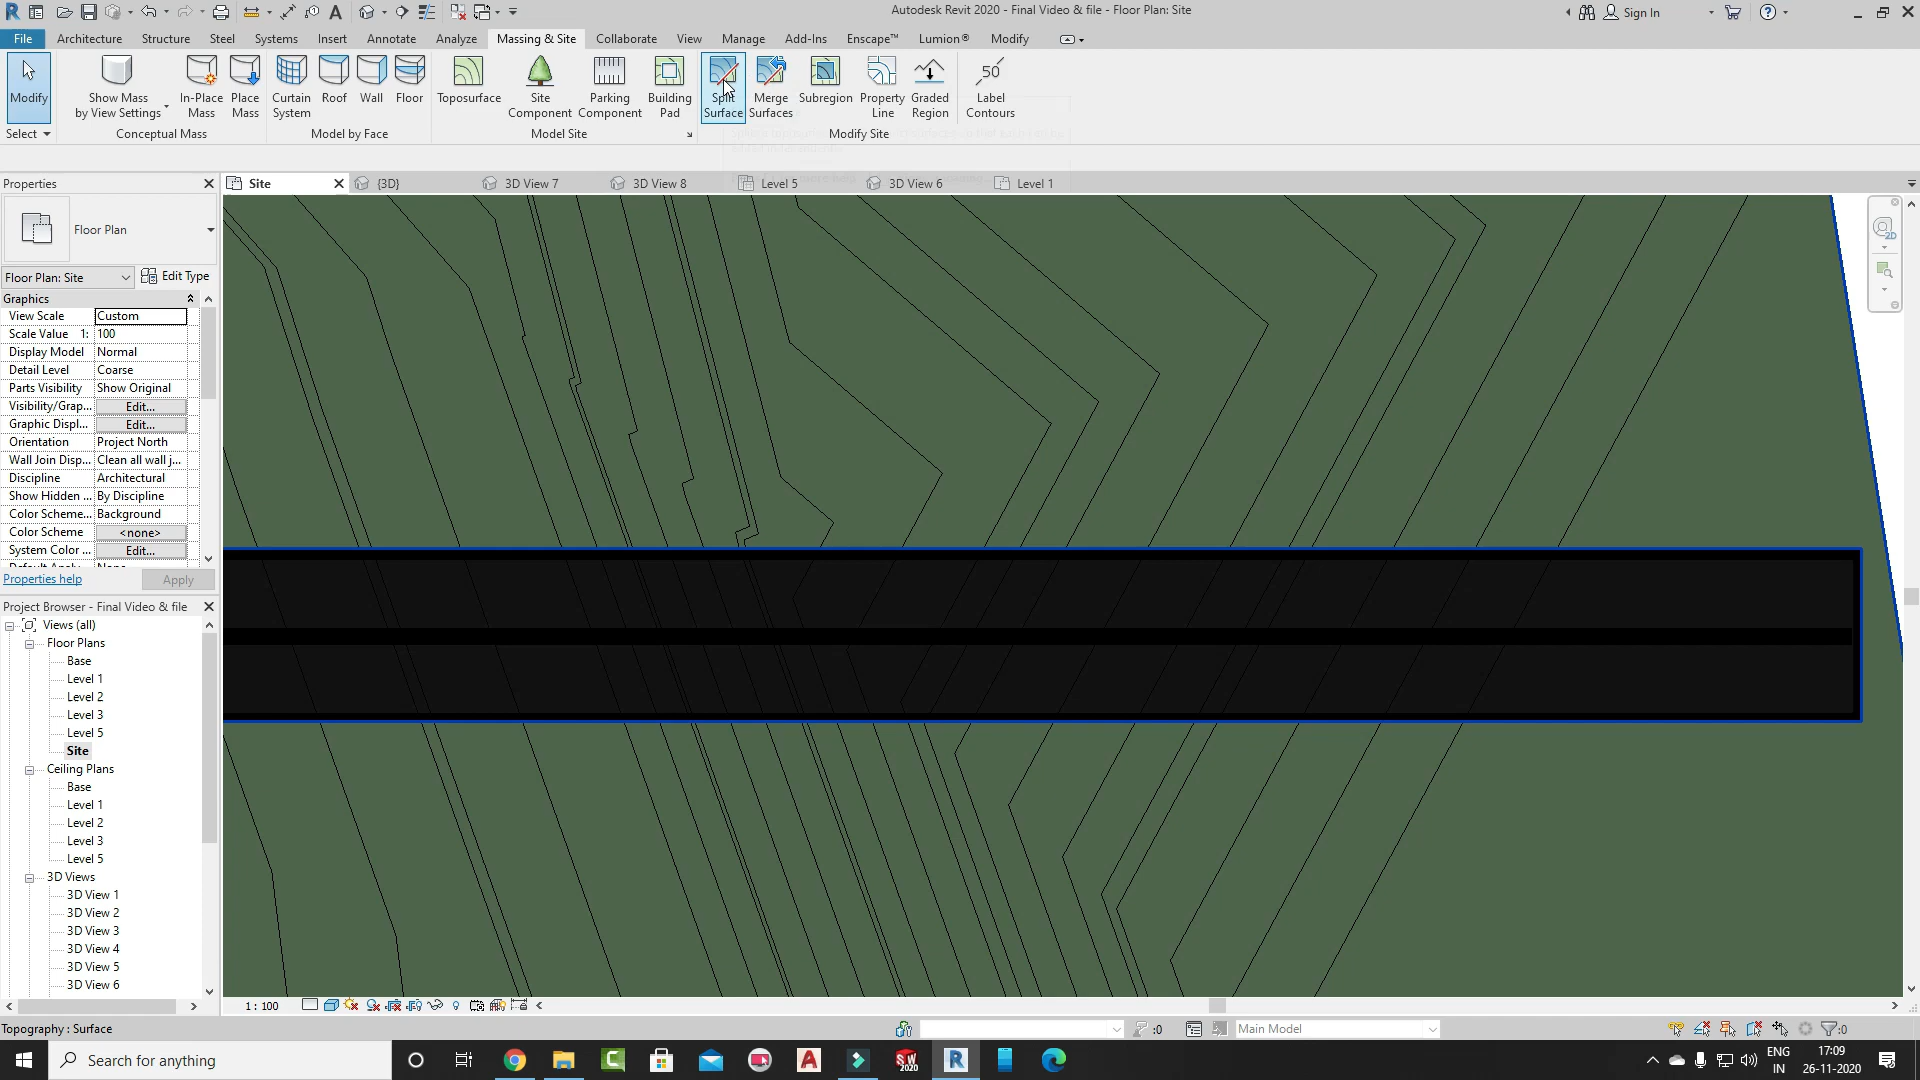 Autodesk Revit 2020 - Final Video & file - Floor Plan: Site
Sign In
File
Architecture
Structure
Steel
Systems
Insert
Annotate
Analyze
Massing & Site
Collaborate
View
Manage
Add-Ins
Enscape™
Lumion®
Modify
Modify
Show Mass
by View Settings
In-Place
Mass
Place
Mass
Curtain
System
Roof
Wall
Floor
Toposurface
Site
Component
Parking
Component
Building
Pad
Split
Surface
Merge
Surfaces
Subregion
Property
Line
Graded
Region
50
Label
Contours
Select
Conceptual Mass
Model by Face
Model Site
Modify Site
Properties
Site
{3D}
3D View 7
3D View 8
Level 5
3D View 6
Level 1
Floor Plan
Floor Plan: Site
Edit Type
Graphics
View Scale
Custom
Scale Value 1:
100
Display Model
Normal
Detail Level
Coarse
Parts Visibility
Show Original
Visibility/Grap...
Edit...
Graphic Displ...
Edit...
Orientation
Project North
Wall Join Disp...
Clean all wall j...
Discipline
Architectural
Show Hidden ...
By Discipline
Color Scheme...
Background
Color Scheme
<none>
System Color ...
Edit...
Properties help
Apply
Project Browser - Final Video & file
Views (all)
Floor Plans
Base
Level 1
Level 2
Level 3
Level 5
Site
Ceiling Plans
Base
Level 1
Level 2
Level 3
Level 5
3D Views
3D View 1
3D View 2
3D View 3
3D View 4
3D View 5
3D View 6
2D
1 : 100
Topography : Surface
:0
Main Model
:0
Search for anything
SW
2020
ENG
IN
17:09
26-11-2020